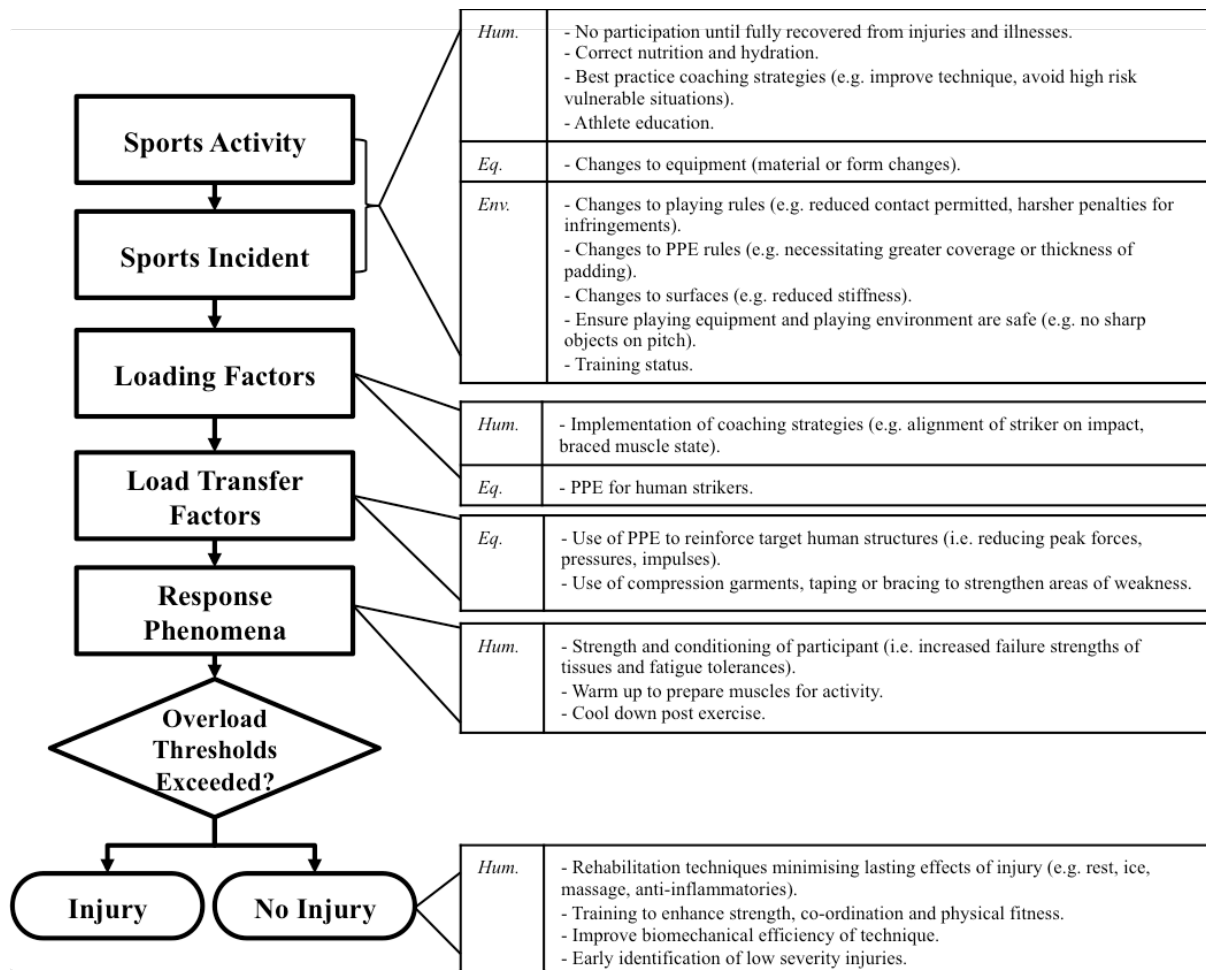 Sports Activity
Sports Incident
Loading Factors
Load Transfer
Factors
Response
Phenomena
Overload
Thresholds
Exceeded?
Injury
No Injury
Hum.
- No participation until fully recovered from injuries and illnesses.
- Correct nutrition and hydration.
- Best practice coaching strategies (e.g. improve technique, avoid high risk
vulnerable situations).
- Athlete education.
Eq.
- Changes to equipment (material or form changes).
Env.
- Changes to playing rules (e.g. reduced contact permitted, harsher penalties for
infringements).
- Changes to PPE rules (e.g. necessitating greater coverage or thickness of
padding).
- Changes to surfaces (e.g. reduced stiffness).
- Ensure playing equipment and playing environment are safe (e.g. no sharp
objects on pitch).
- Training status.
Hum.
- Implementation of coaching strategies (e.g. alignment of striker on impact,
braced muscle state).
Eq.
- PPE for human strikers.
Eq.
- Use of PPE to reinforce target human structures (i.e. reducing peak forces,
pressures, impulses).
- Use of compression garments, taping or bracing to strengthen areas of weakness.
Hum.
- Strength and conditioning of participant (i.e. increased failure strengths of
tissues and fatigue tolerances).
- Warm up to prepare muscles for activity.
- Cool down post exercise.
Hum.
- Rehabilitation techniques minimising lasting effects of injury (e.g. rest, ice,
massage, anti-inflammatories).
- Training to enhance strength, co-ordination and physical fitness.
- Improve biomechanical efficiency of technique.
- Early identification of low severity injuries.